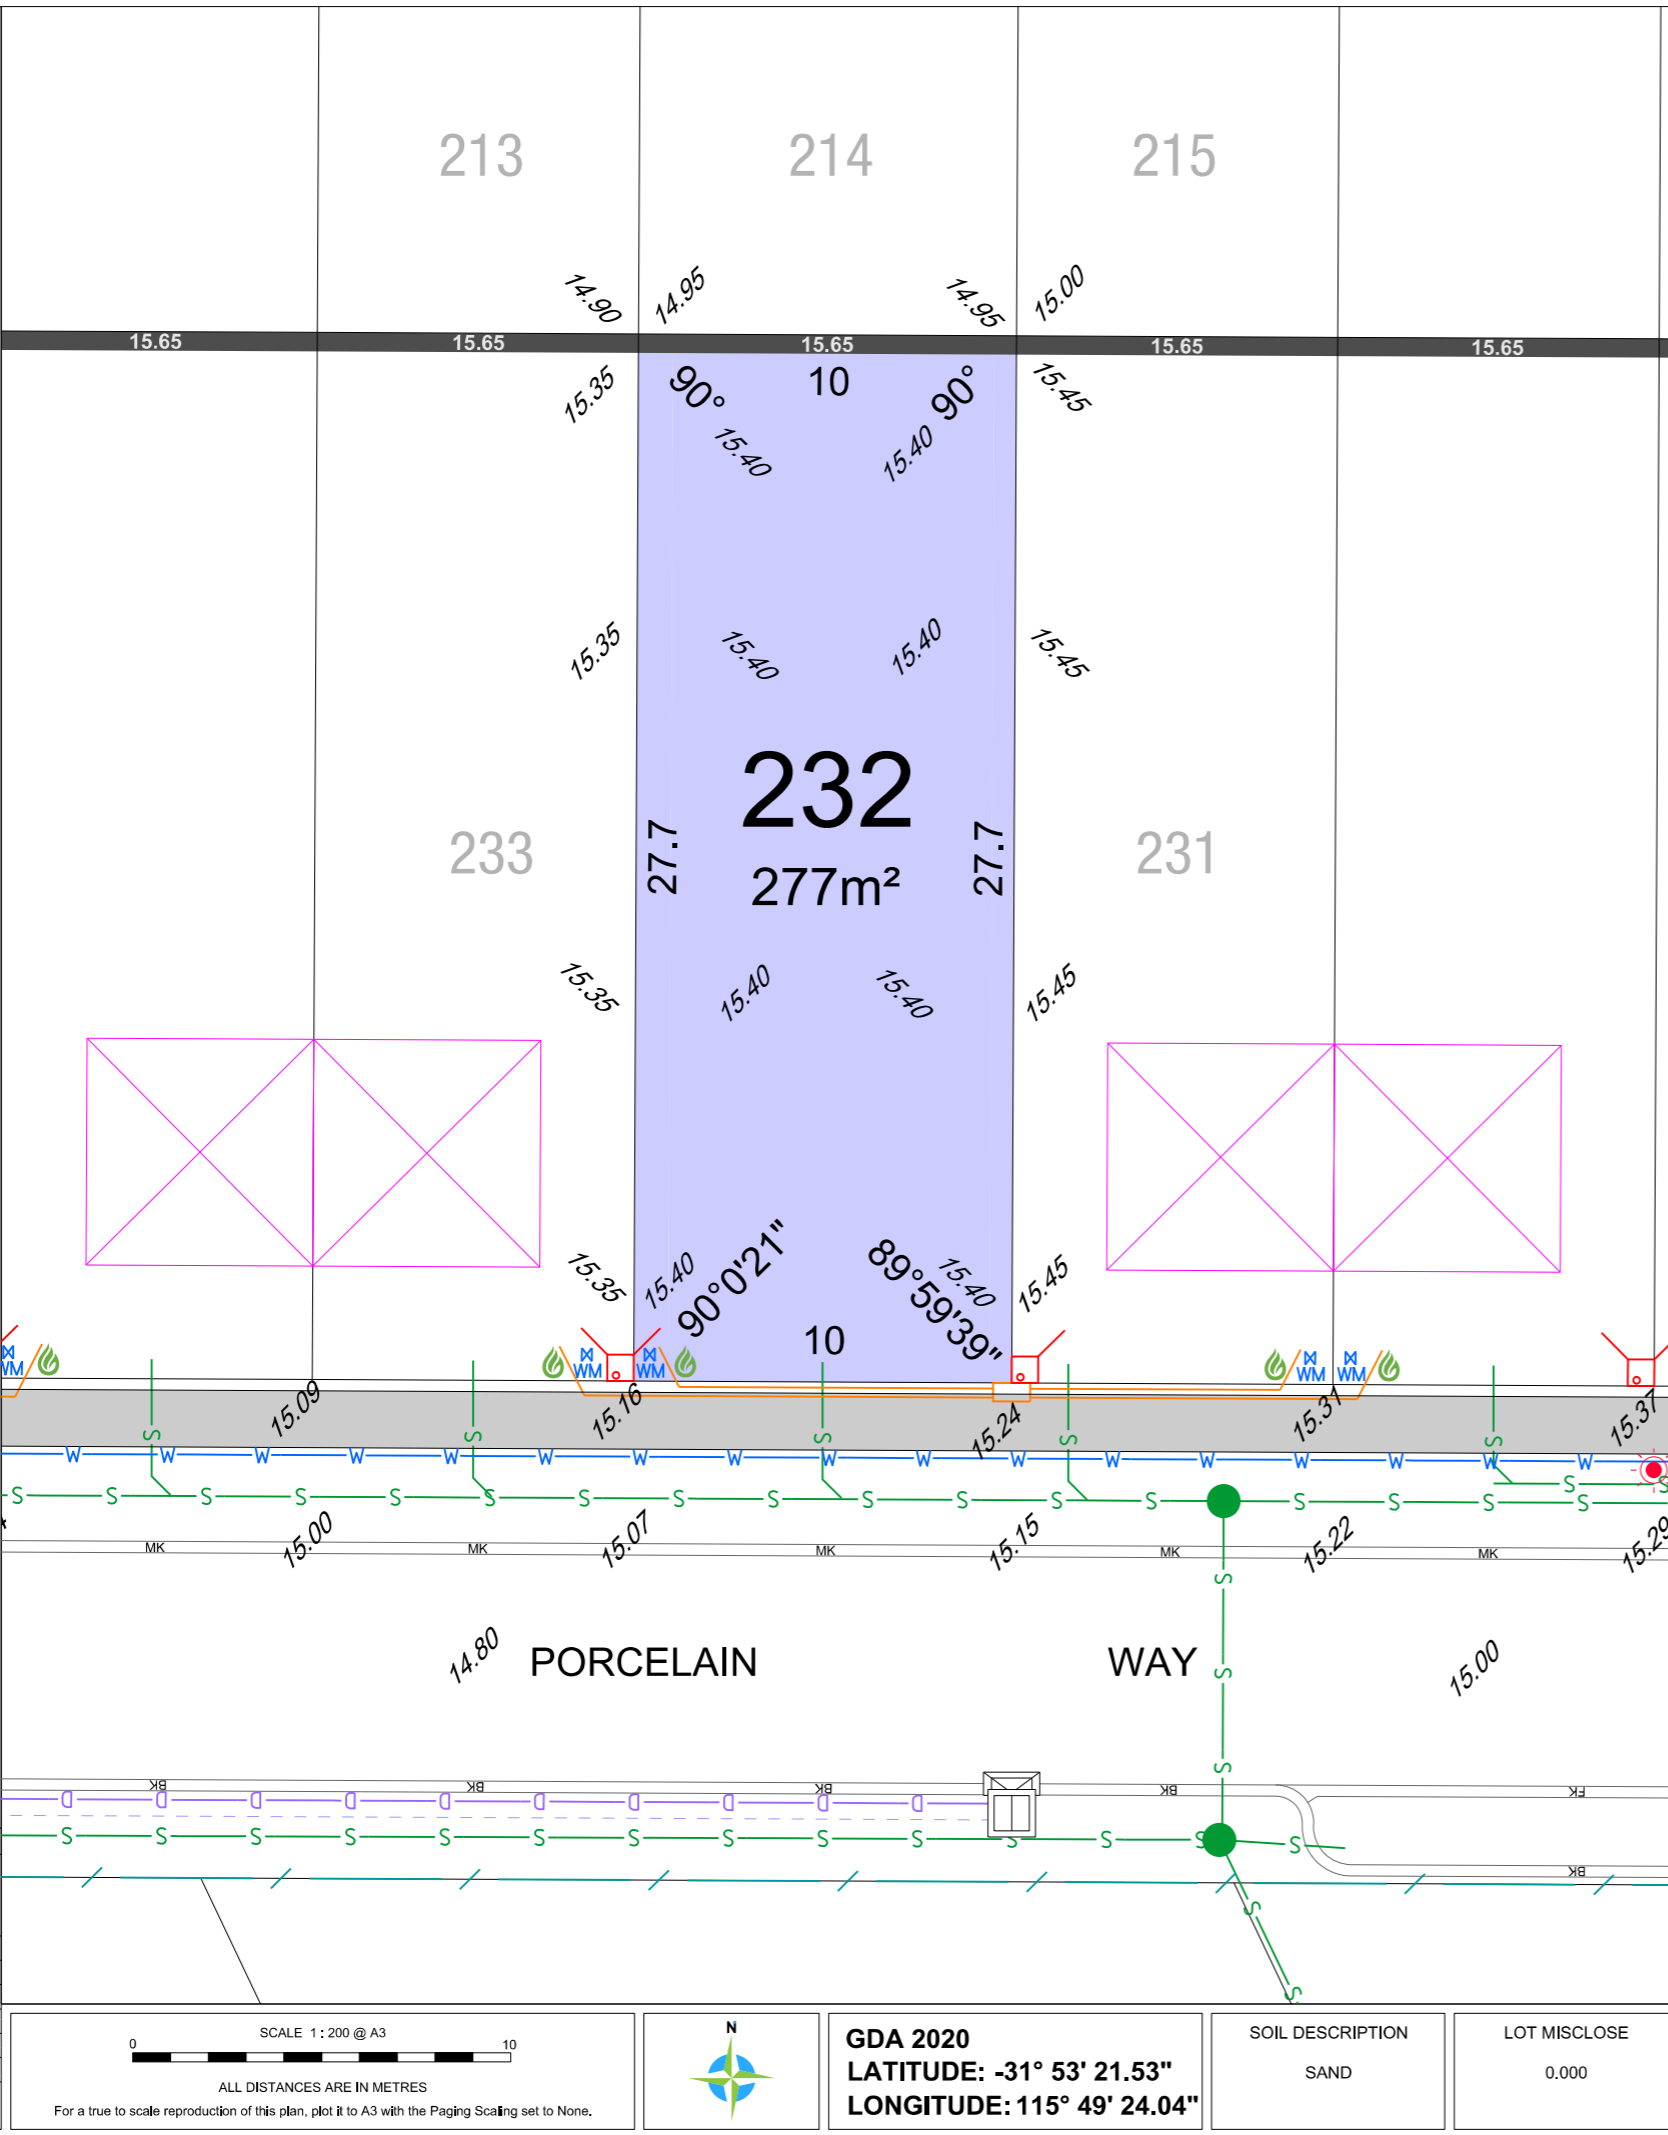 213 214 215
14.90 14.95 14.95 15.00
15.65 15.65 15.65 15.65 15.65
15.35 90° 10 90° 15.45
15.40 15.40
15.35 15.40 15.40 15.45
232
233 27.7 277m² 27.7 231
15.35 15.40 15.40 15.45
15.35 15.40 90°0'21" 89°59'39" 15.40 15.45
10
WM WM WM WM WM
15.09 15.16 15.24 15.31 15.37
S S S S S
W W W W W W W W W W W W W W W W W
S S S S S S S S S S S S S S S S S S
S
15.00 15.07 15.15 15.22 15.29
MK MK MK MK MK
S
14.80 PORCELAIN WAY 15.00
S
S
BK BK BK BK FK
D D D D D D D D D D
S S S S S S S S S S S S S S
BK
S
S
SCALE 1 : 200 @ A3
0 10
ALL DISTANCES ARE IN METRES
For a true to scale reproduction of this plan, plot it to A3 with the Paging Scaling set to None.
N
GDA 2020
LATITUDE: -31° 53' 21.53"
LONGITUDE: 115° 49' 24.04"
SOIL DESCRIPTION
SAND
LOT MISCLOSE
0.000